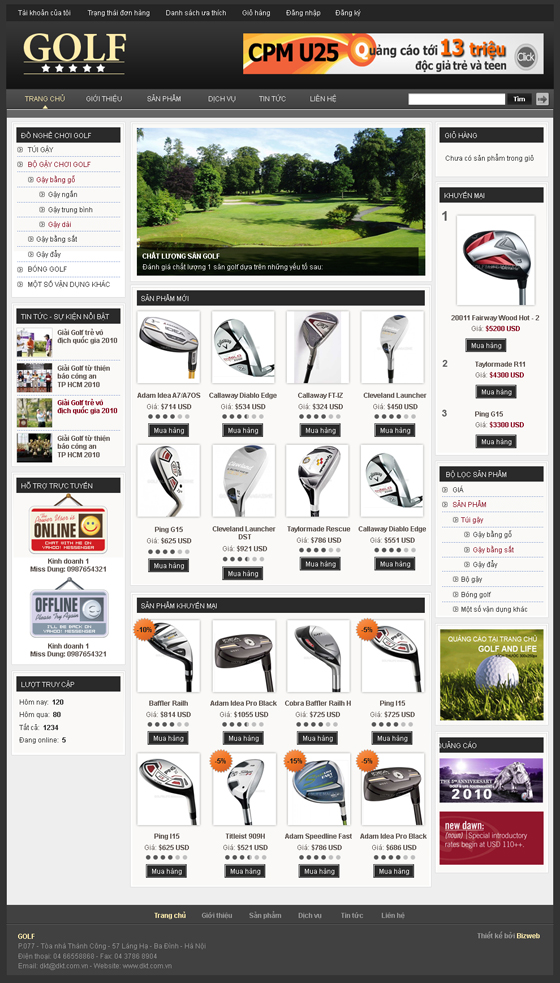 Tài khoản của tôi
Trạng thái đơn hàng
Danh sách ưa thích
Giỏ hàng
Đăng nhập
Đăng ký
GOLF
CPM U25 Quảng cáo tới 13 triệu
độc giả trẻ và teen
Click
TRANG CHỦ
GIỚI THIỆU
SẢN PHẨM
DỊCH VỤ
TIN TỨC
LIÊN HỆ
Tìm
ĐỒ NGHỀ CHƠI GOLF
TÚI GẬY
BỘ GẬY CHƠI GOLF
Gậy bằng gỗ
Gậy ngắn
Gậy trung bình
Gậy dài
Gậy bằng sắt
Gậy đẩy
BÓNG GOLF
MỘT SỐ VẬN DỤNG KHÁC
TIN TỨC - SỰ KIỆN NỔI BẬT
Giải Golf trẻ vô
địch quốc gia 2010
Giải Golf từ thiện
báo công an
TP HCM 2010
Giải Golf trẻ vô
địch quốc gia 2010
Giải Golf từ thiện
báo công an
TP HCM 2010
HỖ TRỢ TRỰC TUYẾN
ONLINE
CHAT WITH ME ON
YAHOO! MESSENGER
Kinh doanh 1
Miss Dung: 0987654321
OFFLINE
Please Try Again
I'LL BE BACK ON
YAHOO! MESSENGER
Kinh doanh 1
Miss Dung: 0987654321
LƯỢT TRUY CẬP
Hôm nay: 120
Hôm qua: 80
Tất cả: 1234
Đang online: 5
CHẤT LƯỢNG SÂN GOLF
Đánh giá chất lượng 1 sân golf dựa trên những yếu tố sau:
SẢN PHẨM MỚI
Adam Idea A7/A7OS
Giá: $714 USD
Mua hàng
Callaway Diablo Edge
Giá: $534 USD
Mua hàng
Callaway FT-IZ
Giá: $324 USD
Mua hàng
Cleveland Launcher
Giá: $450 USD
Mua hàng
Ping G15
Giá: $625 USD
Mua hàng
Cleveland Launcher
DST
Giá: $921 USD
Mua hàng
Taylormade Rescue
Giá: $786 USD
Mua hàng
Callaway Diablo Edge
Giá: $551 USD
Mua hàng
SẢN PHẨM KHUYẾN MẠI
-10%
Baffler Railh
Giá: $814 USD
Mua hàng
Adam Idea Pro Black
Giá: $1055 USD
Mua hàng
Cobra Baffler Railh H
Giá: $725 USD
Mua hàng
-5%
Ping I15
Giá: $725 USD
Mua hàng
Ping I15
Giá: $625 USD
Mua hàng
-5%
Titleist 909H
Giá: $521 USD
Mua hàng
-15%
Adam Speedline Fast
Giá: $786 USD
Mua hàng
-5%
Adam Idea Pro Black
Giá: $686 USD
Mua hàng
GIỎ HÀNG
Chưa có sản phẩm trong giỏ
KHUYẾN MẠI
1
20011 Fairway Wood Hot - 2
Giá: $5200 USD
Mua hàng
2
Taylormade R11
Giá: $4300 USD
Mua hàng
3
Ping G15
Giá: $3300 USD
Mua hàng
BỘ LỌC SẢN PHẨM
GIÁ
SẢN PHẨM
Túi gậy
Gậy bằng gỗ
Gậy bằng sắt
Gậy đẩy
Bộ gậy
Bóng golf
Một số vận dụng khác
QUẢNG CÁO TẠI TRANG CHỦ
GOLF AND LIFE
QUẢNG CÁO
THE 5TH ANNIVERSARY
2010
new dawn:
(noun) Special introductory
rates begin at USD 110++.
Trang chủ
Giới thiệu
Sản phẩm
Dịch vụ
Tin tức
Liên hệ
GOLF
P.077 - Tòa nhà Thành Công - 57 Láng Hạ - Ba Đình - Hà Nội
Điện thoại: 04 66558868 - Fax: 04 3786 8904
Email: dkt@dkt.com.vn - Website: www.dkt.com.vn
Thiết kế bởi Bizweb